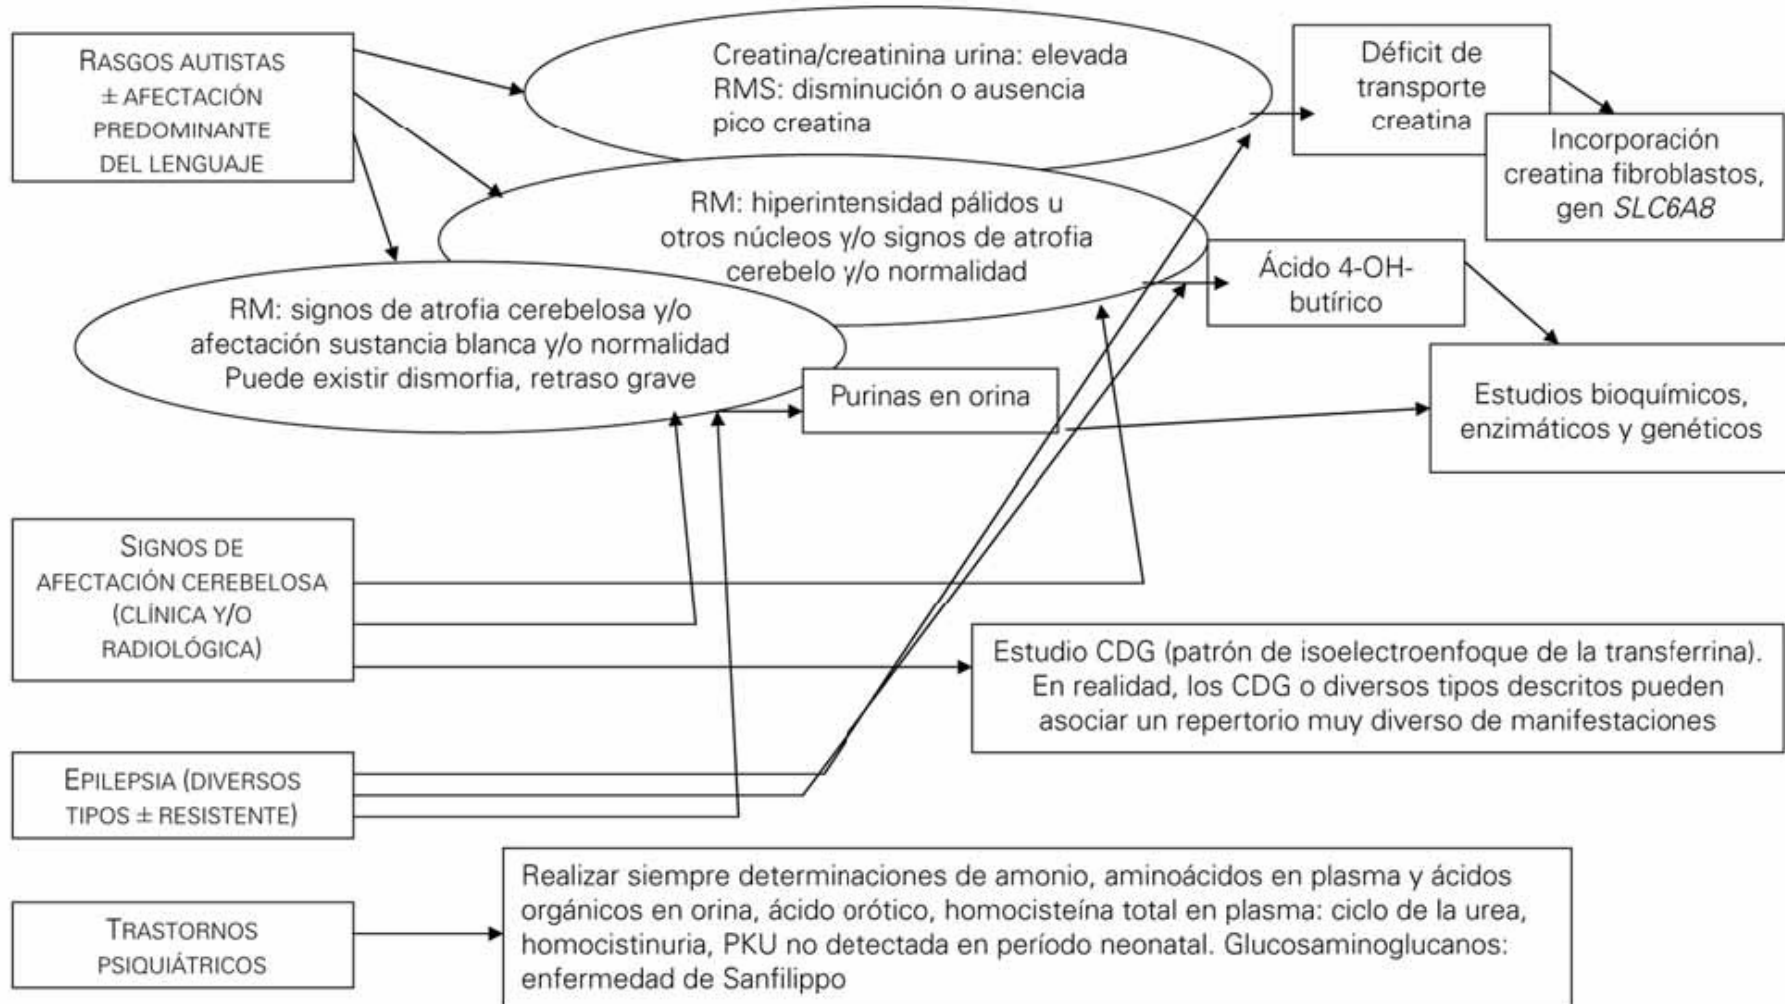 RASGOS AUTISTAS
± AFECTACIÓN
PREDOMINANTE
DEL LENGUAJE
Creatina/creatinina urina: elevada
RMS: disminución o ausencia
pico creatina
Déficit de
transporte
creatina
Incorporación
creatina fibroblastos,
gen SLC6A8
RM: hiperintensidad pálidos u
otros núcleos y/o signos de atrofia
cerebelo y/o normalidad
Ácido 4-OH-
butírico
RM: signos de atrofia cerebelosa y/o
afectación sustancia blanca y/o normalidad
Puede existir dismorfia, retraso grave
Purinas en orina
Estudios bioquímicos,
enzimáticos y genéticos
SIGNOS DE
AFECTACIÓN CEREBELOSA
(CLÍNICA Y/O
RADIOLÓGICA)
Estudio CDG (patrón de isoelectroenfoque de la transferrina).
En realidad, los CDG o diversos tipos descritos pueden
asociar un repertorio muy diverso de manifestaciones
EPILEPSIA (DIVERSOS
TIPOS ± RESISTENTE)
TRASTORNOS
PSIQUIÁTRICOS
Realizar siempre determinaciones de amonio, aminoácidos en plasma y ácidos
orgánicos en orina, ácido orótico, homocisteína total en plasma: ciclo de la urea,
homocistinuria, PKU no detectada en período neonatal. Glucosaminoglucanos:
enfermedad de Sanfilippo